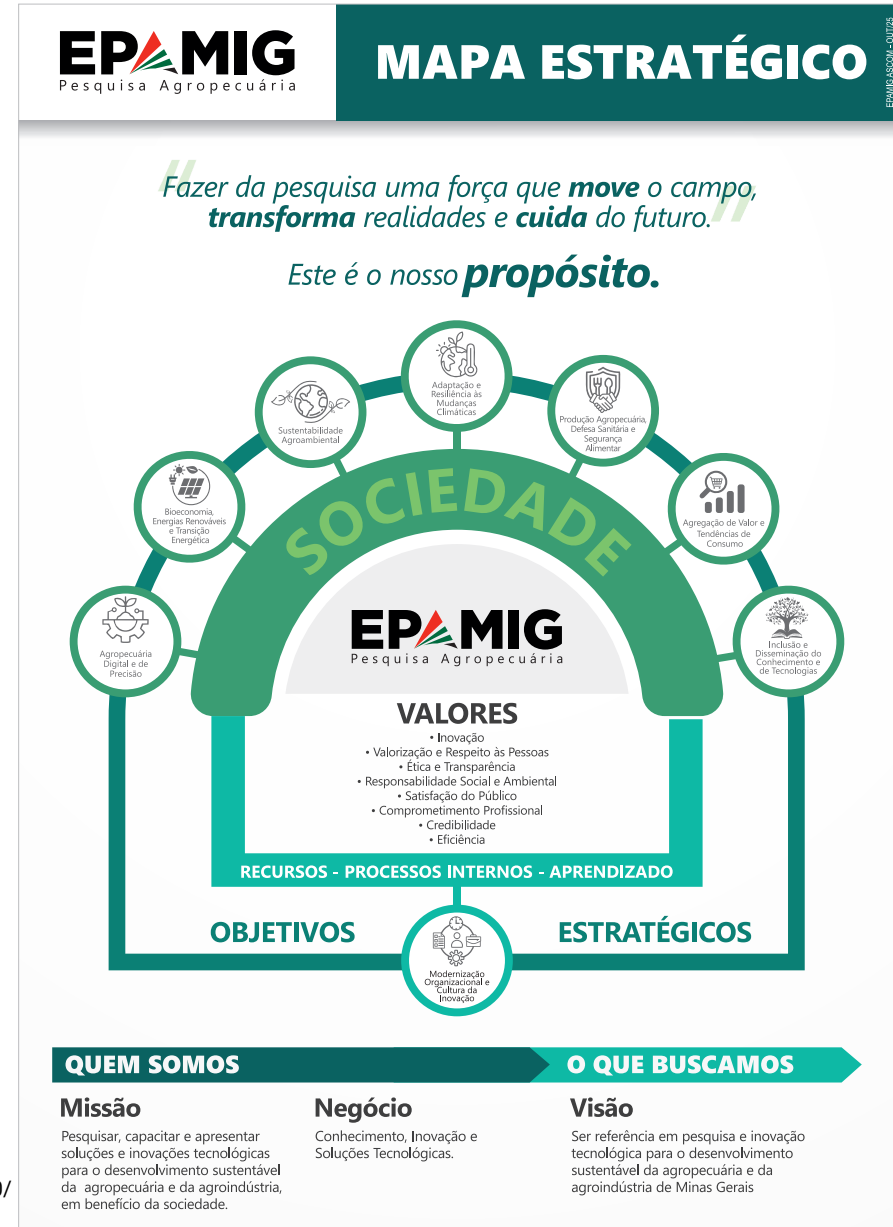 EPAMIG
Pesquisa Agropecuária
MAPA ESTRATÉGICO
EPAMIG ASCOM - OUT/25
"Fazer da pesquisa uma força que move o campo,
transforma realidades e cuida do futuro."
Este é o nosso propósito.
Adaptação e
Resiliência às
Mudanças
Climáticas
Sustentabilidade
Agroambiental
Produção Agropecuária,
Defesa Sanitária e
Segurança
Alimentar
Bioeconomia,
Energias Renováveis
e Transição
Energética
Agregação de Valor e
Tendências de
Consumo
Agropecuária
Digital e de
Precisão
Inclusão e
Disseminação do
Conhecimento e
de Tecnologias
SOCIEDADE
EPAMIG
Pesquisa Agropecuária
VALORES
• Inovação
• Valorização e Respeito às Pessoas
• Ética e Transparência
• Responsabilidade Social e Ambiental
• Satisfação do Público
• Comprometimento Profissional
• Credibilidade
• Eficiência
RECURSOS - PROCESSOS INTERNOS - APRENDIZADO
OBJETIVOS ESTRATÉGICOS
Modernização
Organizacional e
Cultura da
Inovação
QUEM SOMOS
O QUE BUSCAMOS
Missão
Pesquisar, capacitar e apresentar
soluções e inovações tecnológicas
para o desenvolvimento sustentável
da agropecuária e da agroindústria,
em benefício da sociedade.
Negócio
Conhecimento, Inovação e
Soluções Tecnológicas.
Visão
Ser referência em pesquisa e inovação
tecnológica para o desenvolvimento
sustentável da agropecuária e da
agroindústria de Minas Gerais